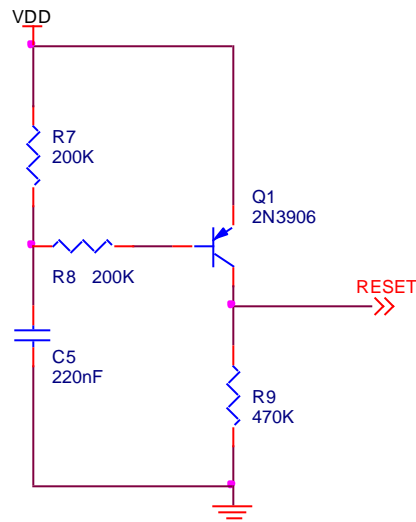 VDD
R7
200K
Q1
2N3906
R8 200K
RESET
C5
220nF
R9
470K